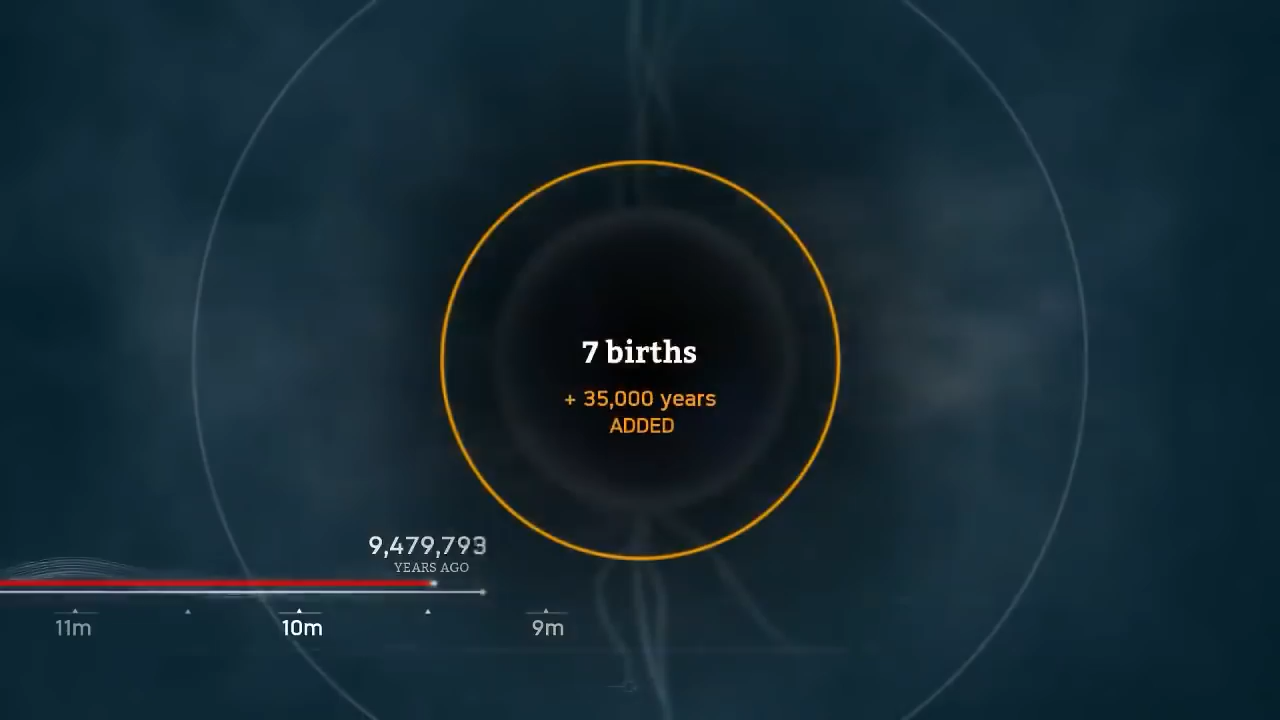 7 births
+ 35,000 years
ADDED
9,479,793
YEARS AGO
11m
10m
9m